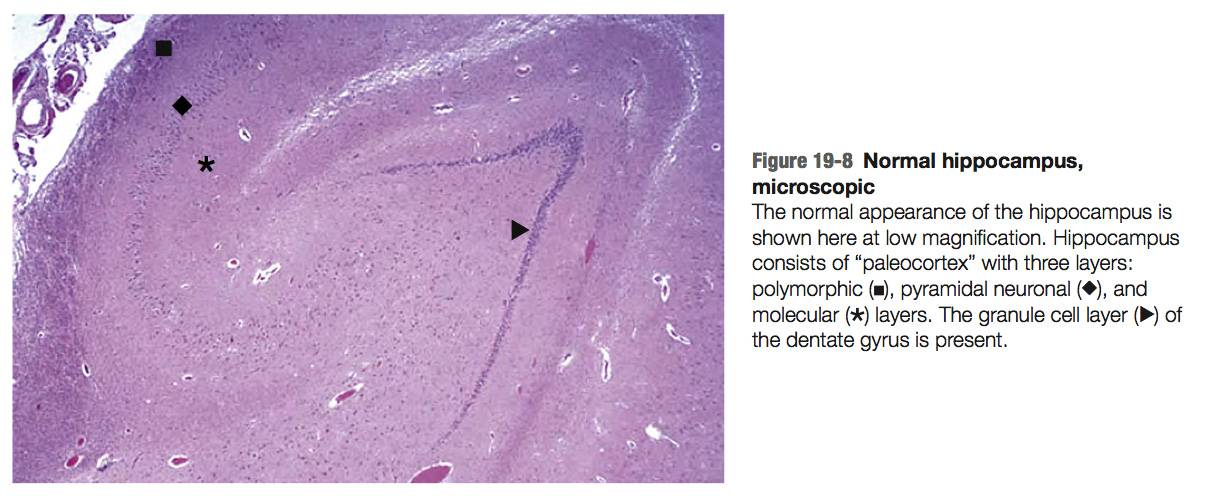 Figure 19-8 Normal hippocampus,
microscopic
The normal appearance of the hippocampus is
shown here at low magnification. Hippocampus
consists of “paleocortex” with three layers:
polymorphic (■), pyramidal neuronal (◆), and
molecular (*) layers. The granule cell layer (▶) of
the dentate gyrus is present.